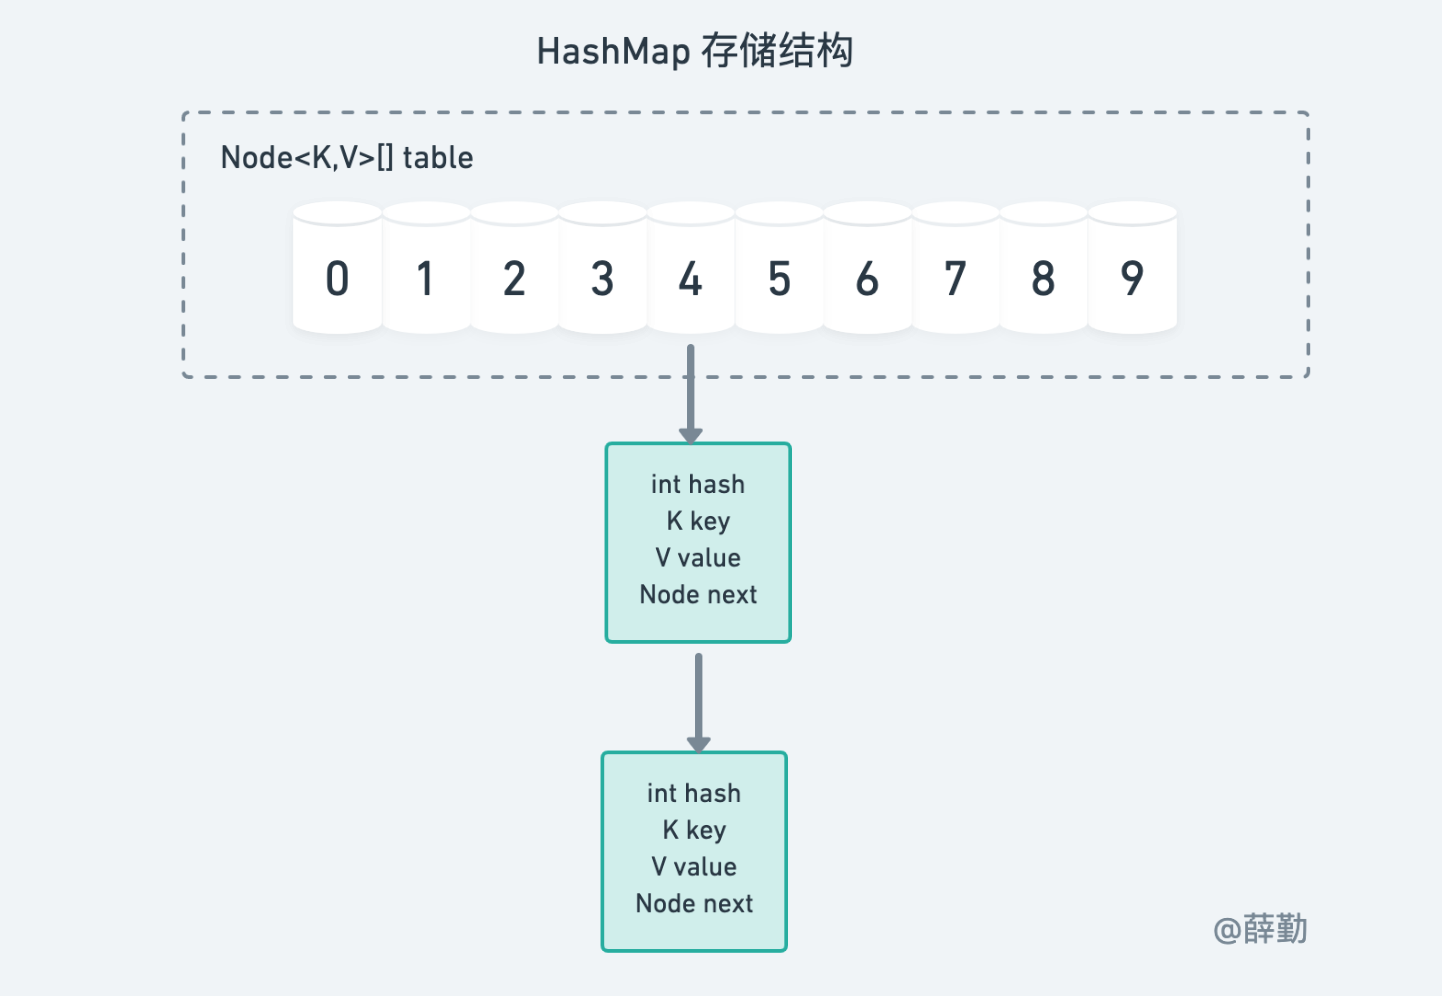 HashMap 存储结构
Node<K,V>[] table
0 1 2 3 4 5 6 7 8 9
int hash
K key
V value
Node next
int hash
K key
V value
Node next
@薛勤